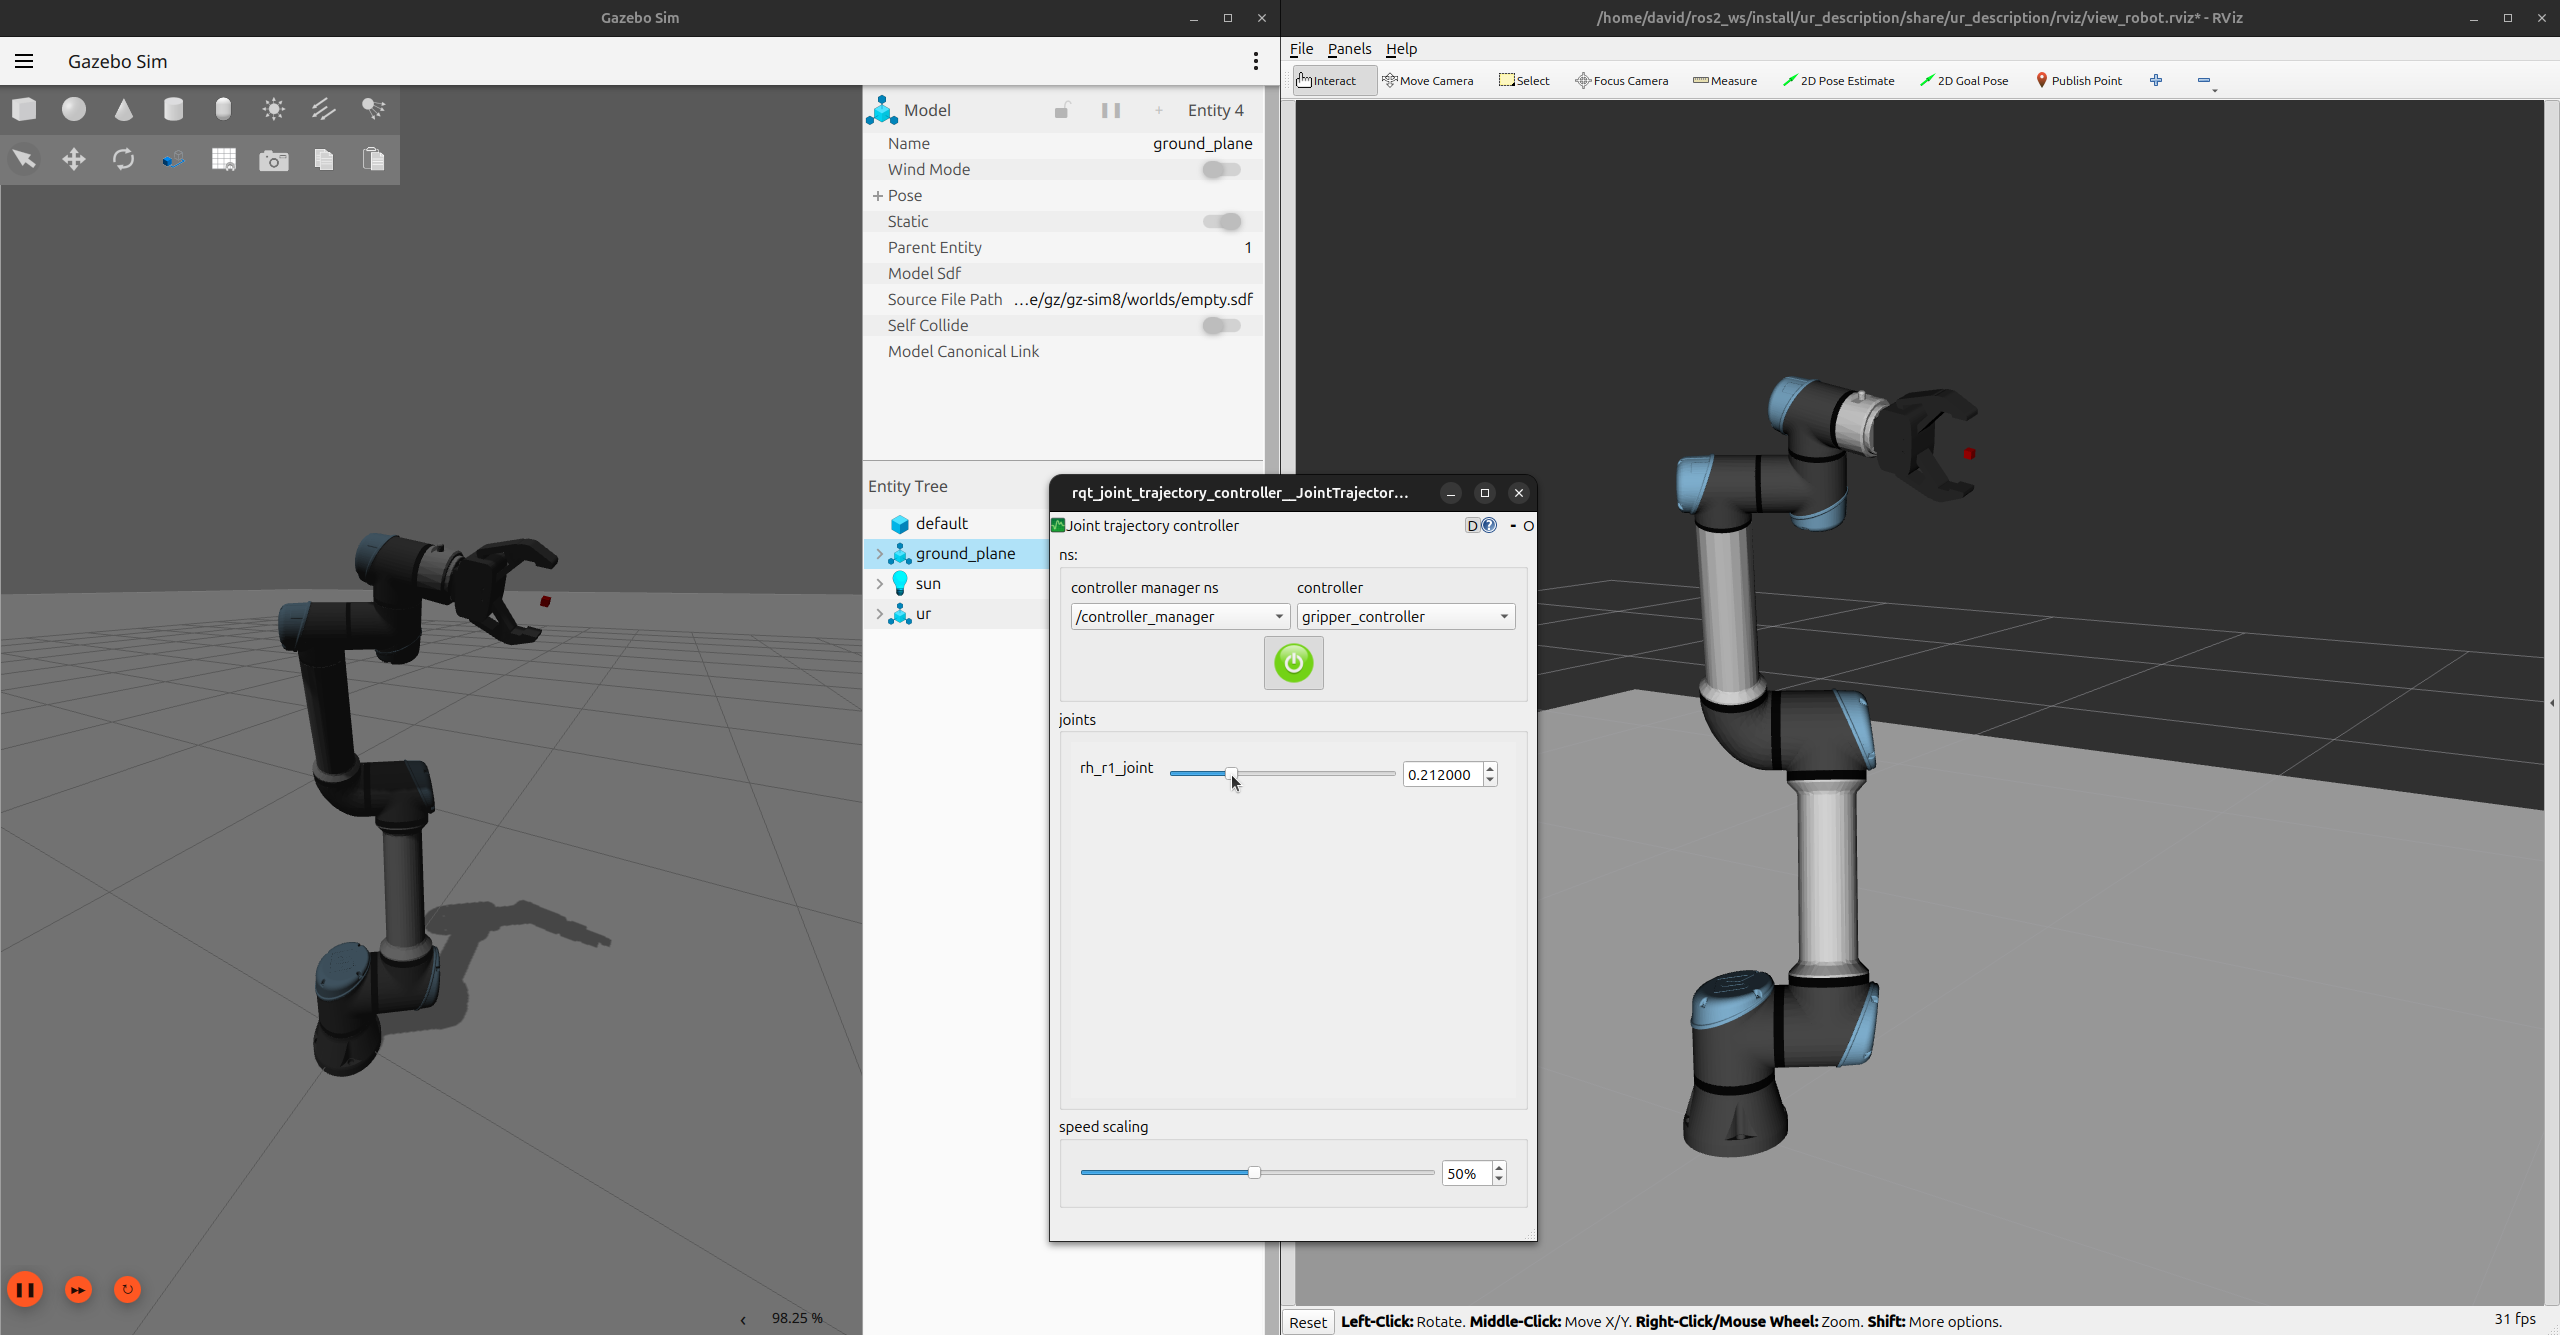 Gazebo Sim
Gazebo Sim
Model
Entity 4
Name
ground_plane
Wind Mode
Pose
Static
Parent Entity
1
Model Sdf
Source File Path
...e/gz/gz-sim8/worlds/empty.sdf
Self Collide
Model Canonical Link
Entity Tree
default
ground_plane
sun
ur
98.25 %
rqt_joint_trajectory_controller__JointTrajector...
Joint trajectory controller
D ? - O
ns:
controller manager ns
controller
/controller_manager
gripper_controller
joints
rh_r1_joint
0.212000
speed scaling
50%
/home/david/ros2_ws/install/ur_description/share/ur_description/rviz/view_robot.rviz* - RViz
File Panels Help
Interact Move Camera Select Focus Camera Measure 2D Pose Estimate 2D Goal Pose Publish Point
Reset Left-Click: Rotate. Middle-Click: Move X/Y. Right-Click/Mouse Wheel: Zoom. Shift: More options.
31 fps